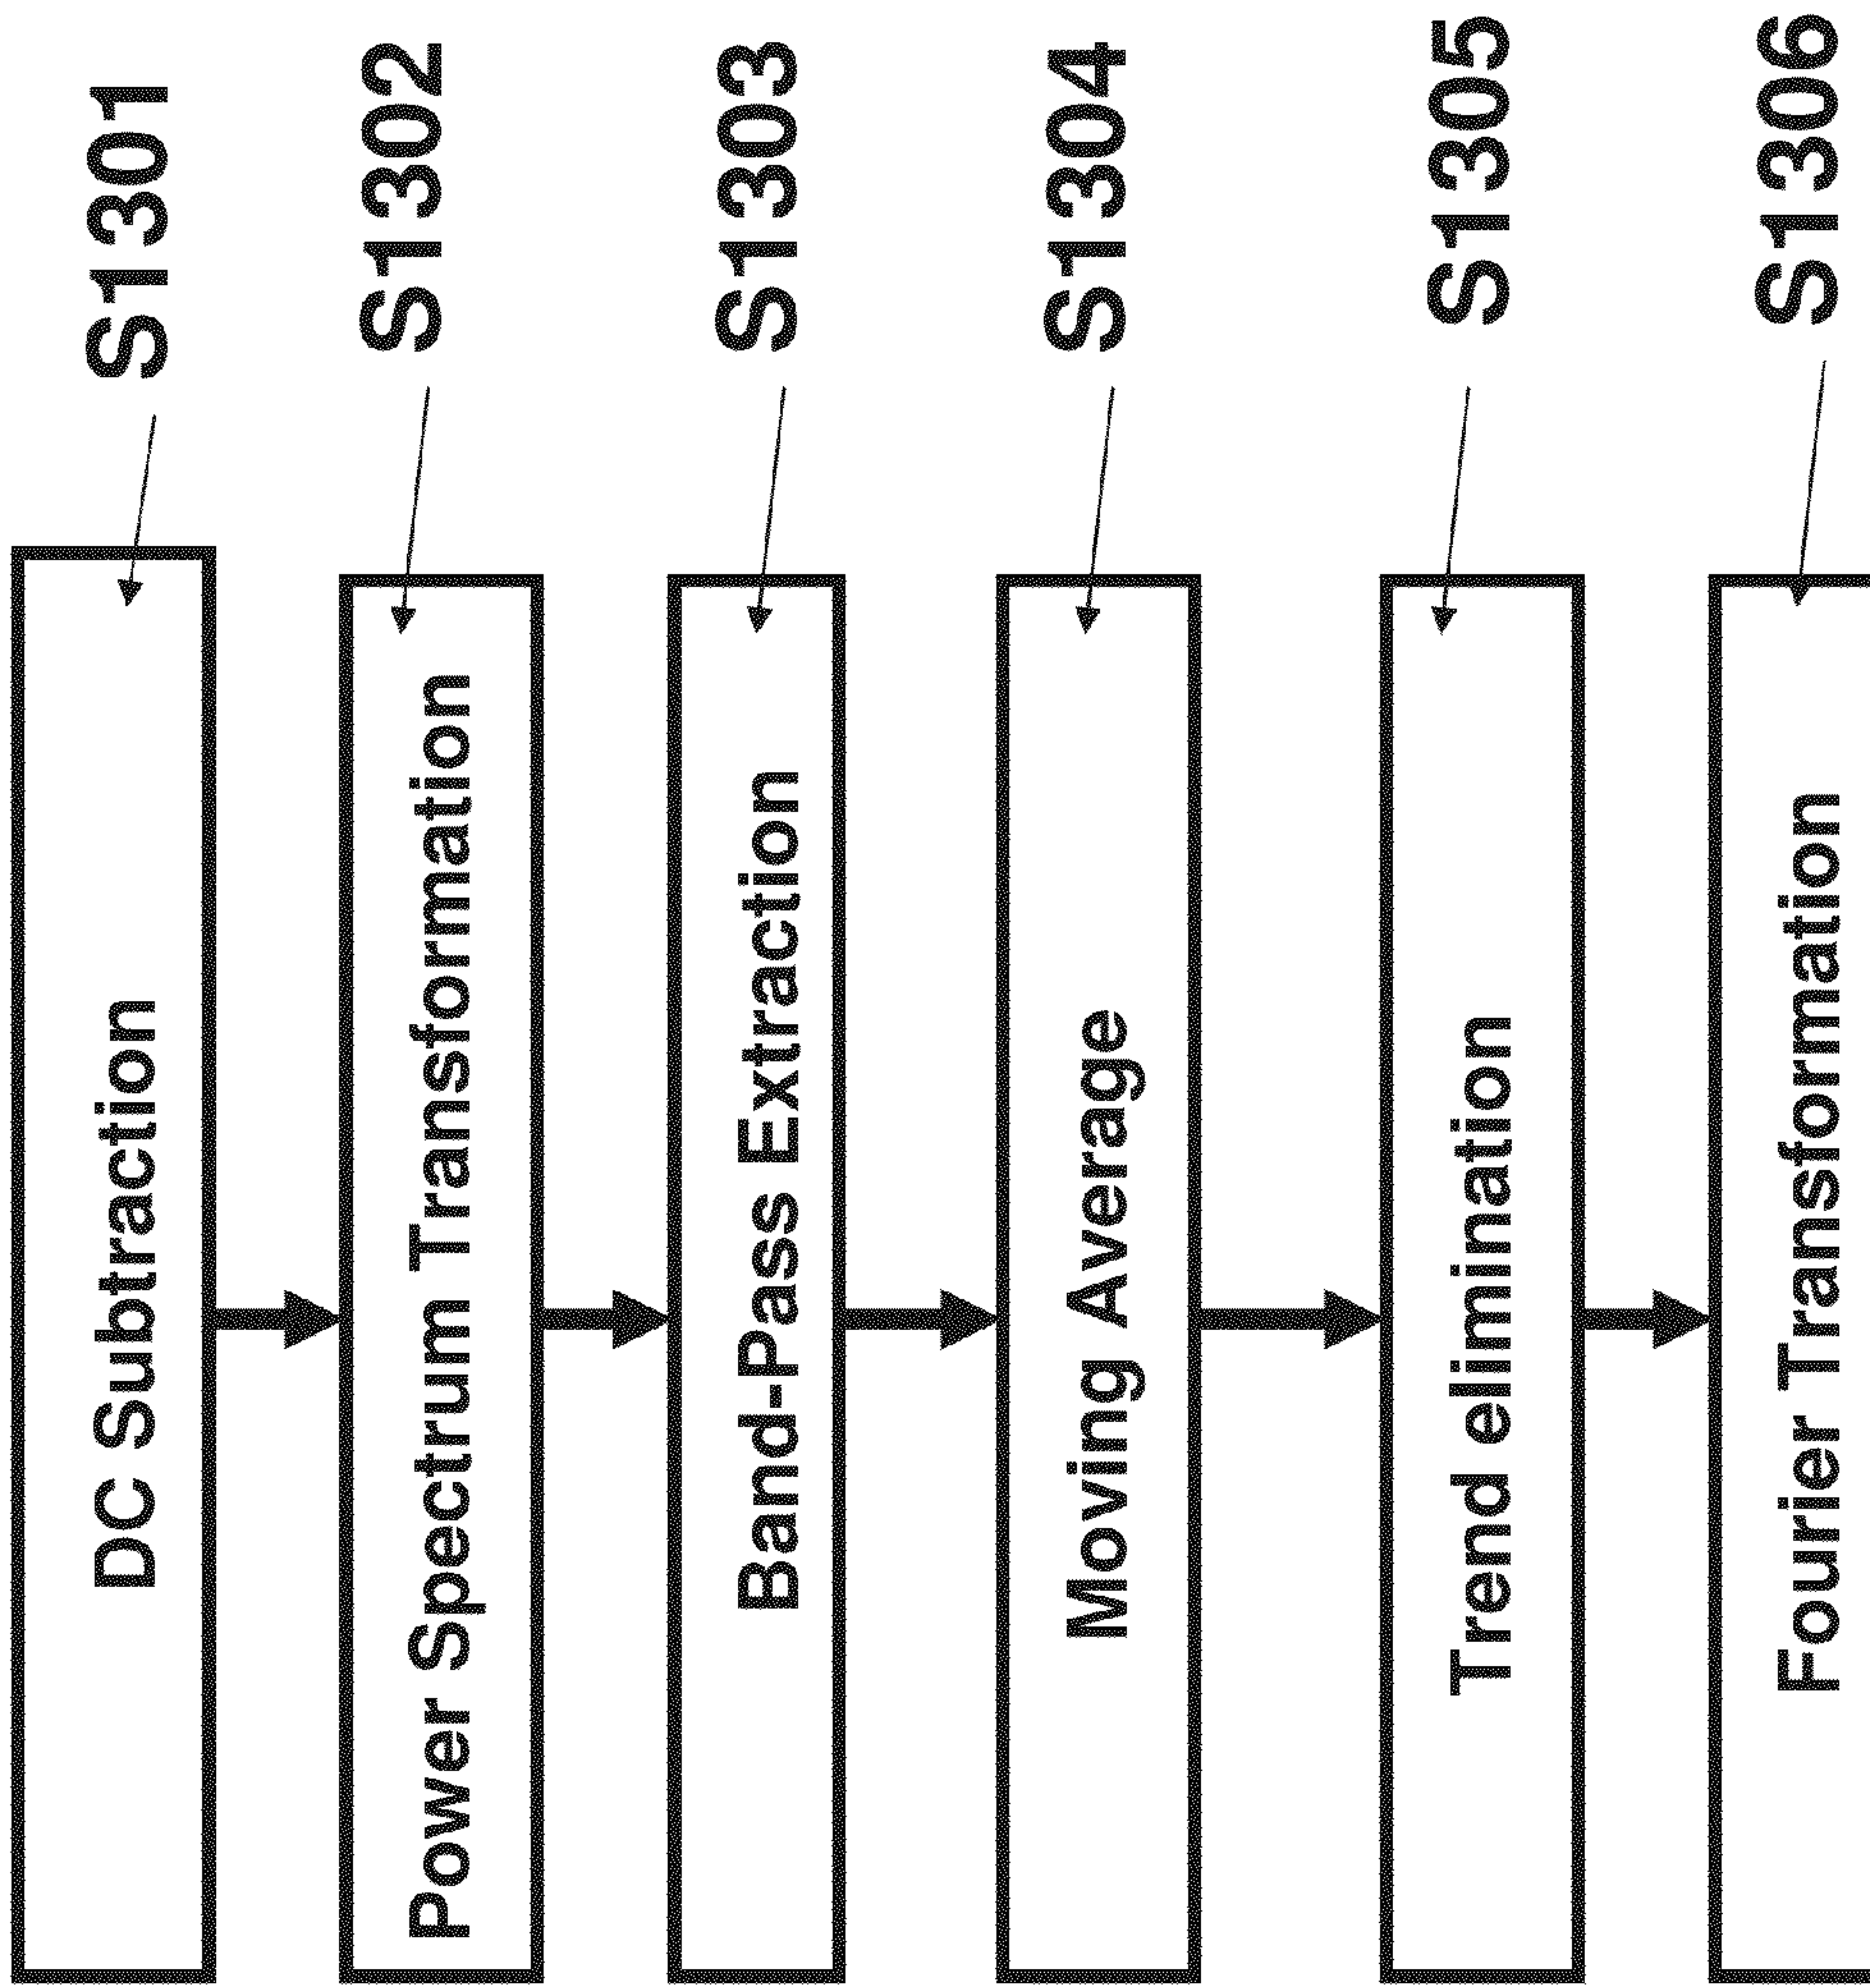 DC Subtraction
S1301
Power Spectrum Transformation
S1302
Band-Pass Extraction
S1303
Moving Average
S1304
Trend elimination
S1305
Fourier Transformation
S1306